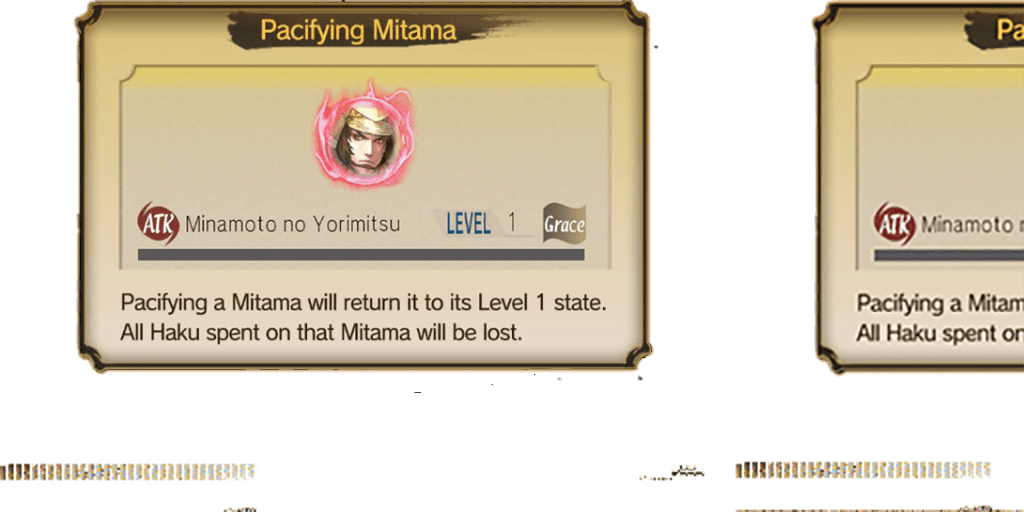 Pacifying Mitama
ATK Minamoto no Yorimitsu LEVEL 1 Grace
Pacifying a Mitama will return it to its Level 1 state.
All Haku spent on that Mitama will be lost.
Pa
ATK Minamoto
Pacifying a Mitam
All Haku spent on